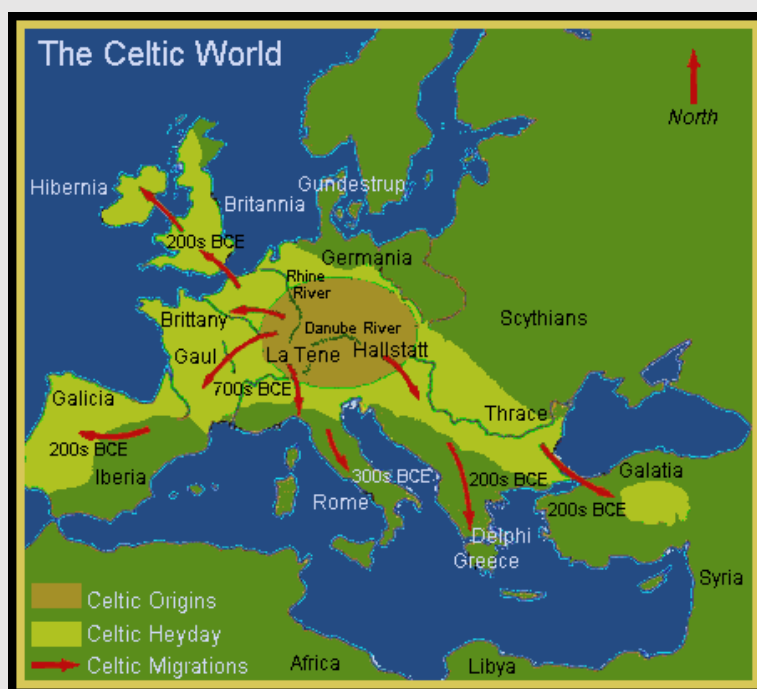 The Celtic World
North
Hibernia
Gundestrup
Britannia
200s BCE
Germania
Rhine
River
Brittany
Danube River
Scythians
Gaul
La Tene
Hallstatt
700s BCE
Galicia
Thrace
200s BCE
Iberia
300s BCE
200s BCE
Galatia
Rome
200s BCE
Delphi
Greece
Syria
Celtic Origins
Celtic Heyday
Celtic Migrations
Africa
Libya